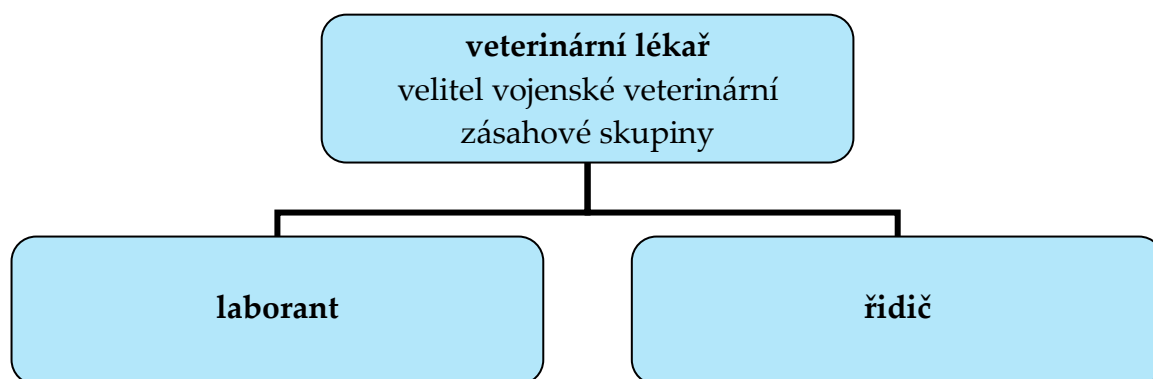 veterinární lékař
velitel vojenské veterinární
zásahové skupiny
laborant
řidič